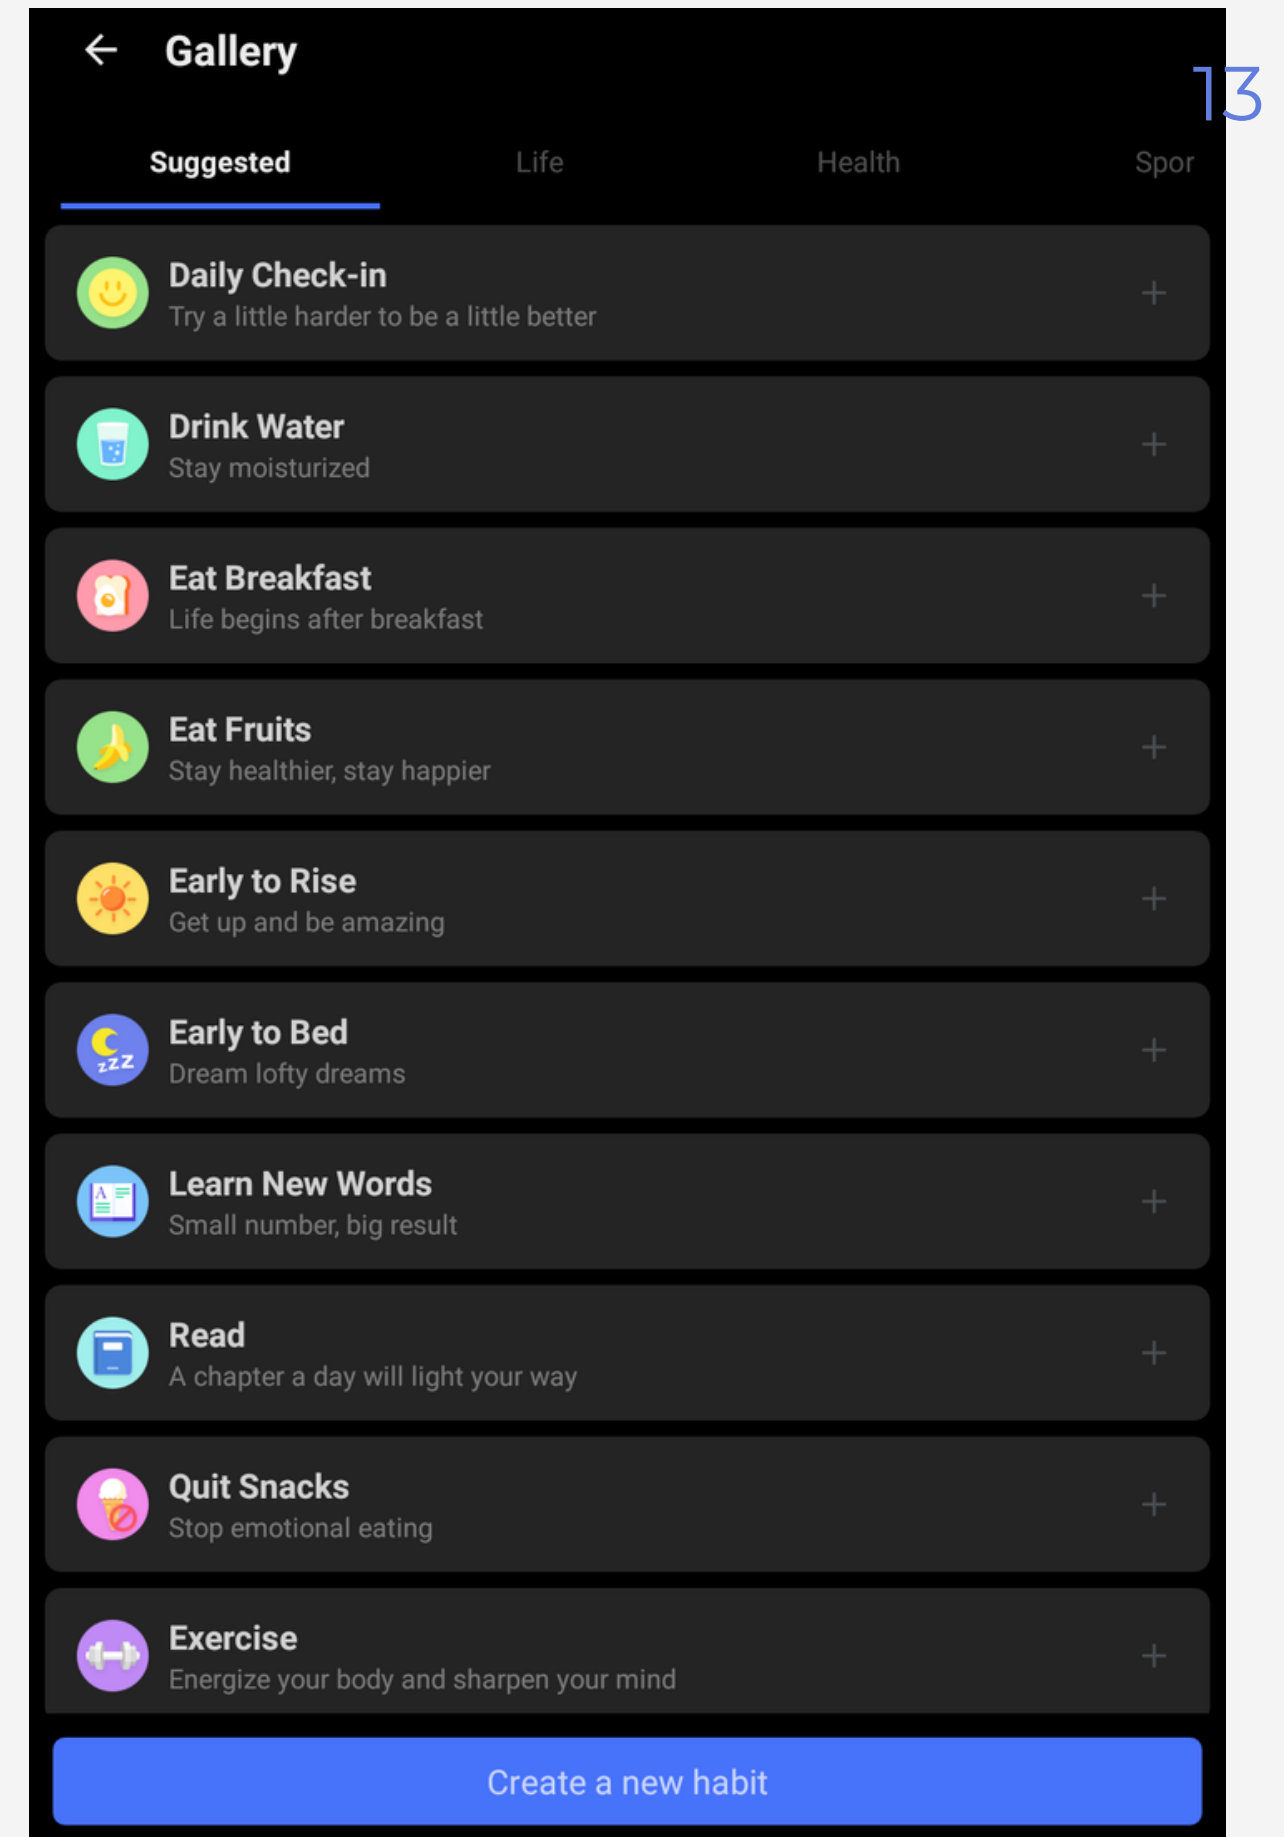 Gallery
13
Suggested Life Health Spor
Daily Check-in
Try a little harder to be a little better
Drink Water
Stay moisturized
Eat Breakfast
Life begins after breakfast
Eat Fruits
Stay healthier, stay happier
Early to Rise
Get up and be amazing
zzZ
Early to Bed
Dream lofty dreams
A
Learn New Words
Small number, big result
Read
A chapter a day will light your way
Quit Snacks
Stop emotional eating
Exercise
Energize your body and sharpen your mind
Create a new habit